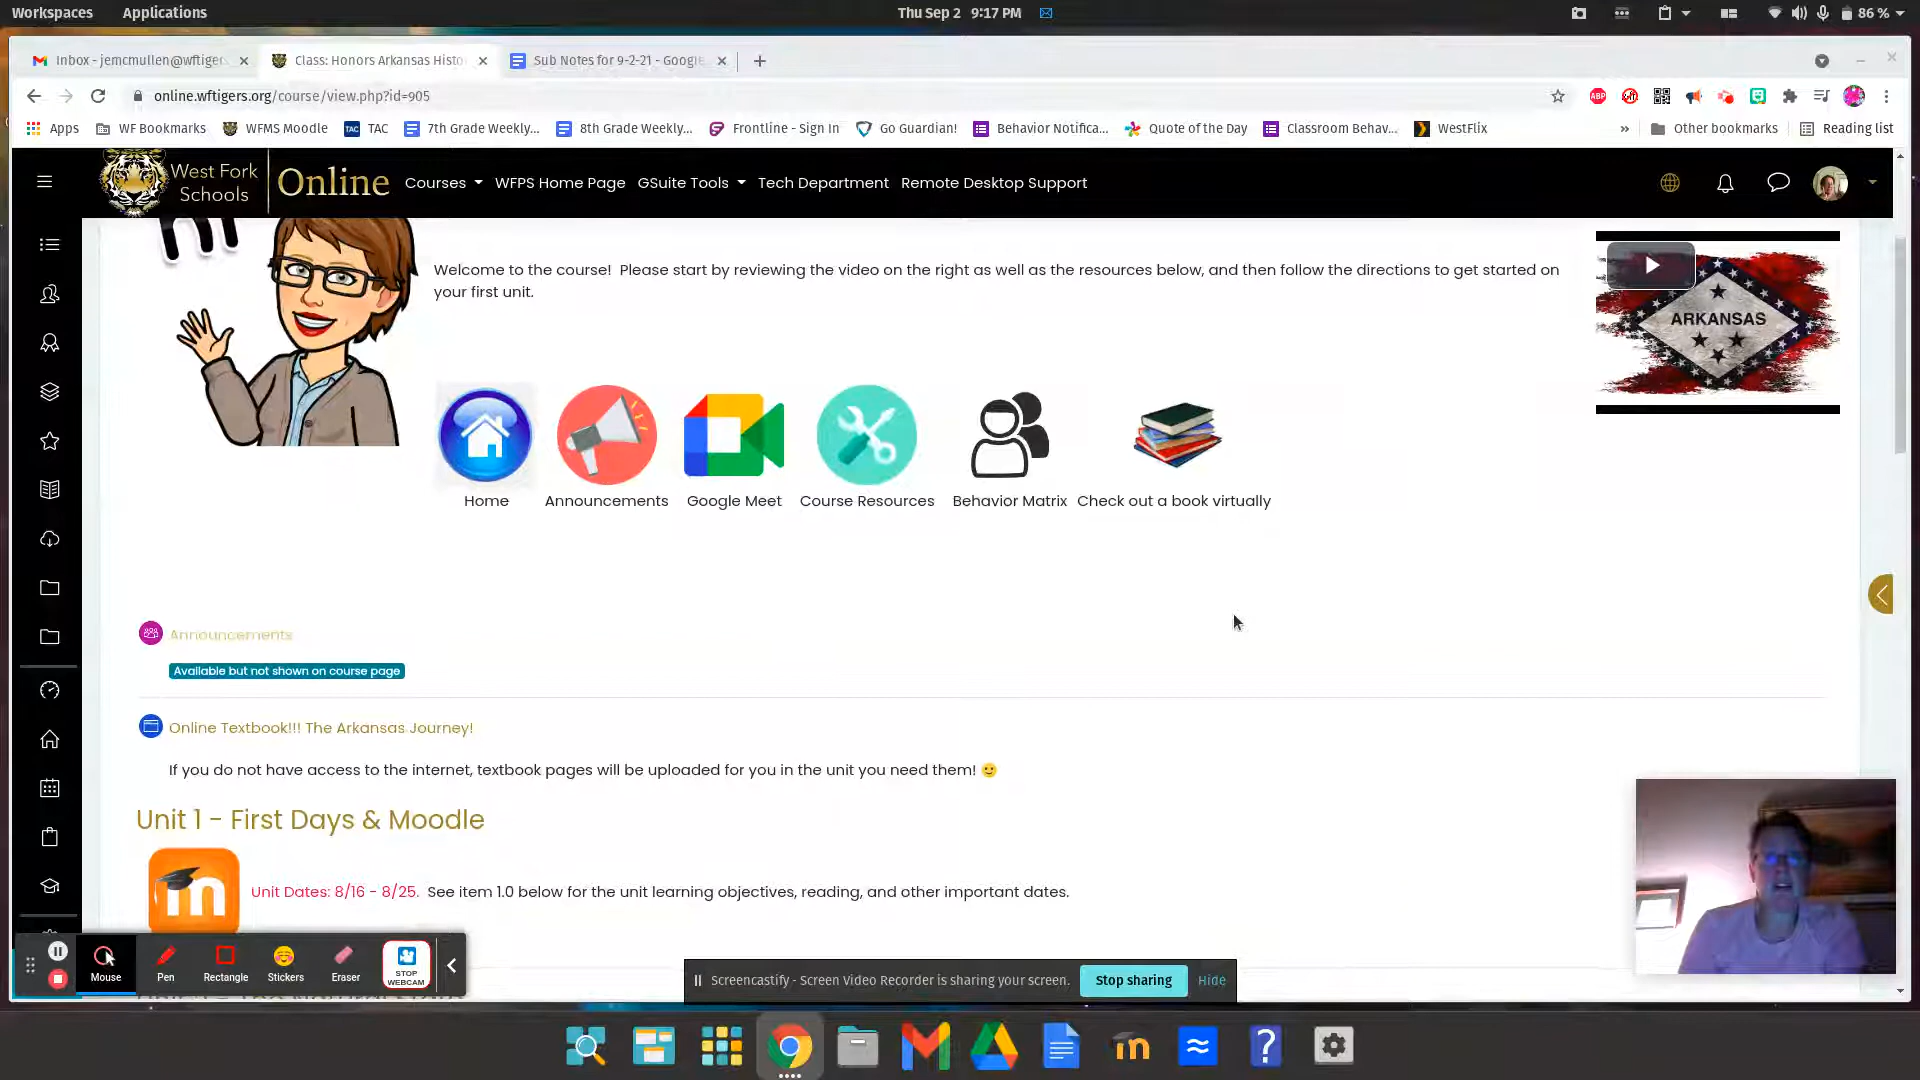 Workspaces Applications Thu Sep 2 9:17 PM 86 %
Inbox - jemcmullen@wftiger Class: Honors Arkansas Histo Sub Notes for 9-2-21 - Google
online.wftigers.org/course/view.php?id=905
Apps WF Bookmarks WFMS Moodle TAC TAC 7th Grade Weekly... 8th Grade Weekly... Frontline - Sign In Go Guardian! Behavior Notifica... Quote of the Day Classroom Behav... WestFlix » Other bookmarks Reading list
West Fork Schools Online Courses WFPS Home Page GSuite Tools Tech Department Remote Desktop Support
Welcome to the course! Please start by reviewing the video on the right as well as the resources below, and then follow the directions to get started on
your first unit.
ARKANSAS
Home Announcements Google Meet Course Resources Behavior Matrix Check out a book virtually
Announcements
Available but not shown on course page
Online Textbook!!! The Arkansas Journey!
If you do not have access to the internet, textbook pages will be uploaded for you in the unit you need them! 🙂
Unit 1 - First Days & Moodle
Unit Dates: 8/16 - 8/25. See item 1.0 below for the unit learning objectives, reading, and other important dates.
Mouse Pen Rectangle Stickers Eraser STOP WEBCAM
Screencastify - Screen Video Recorder is sharing your screen. Stop sharing Hide